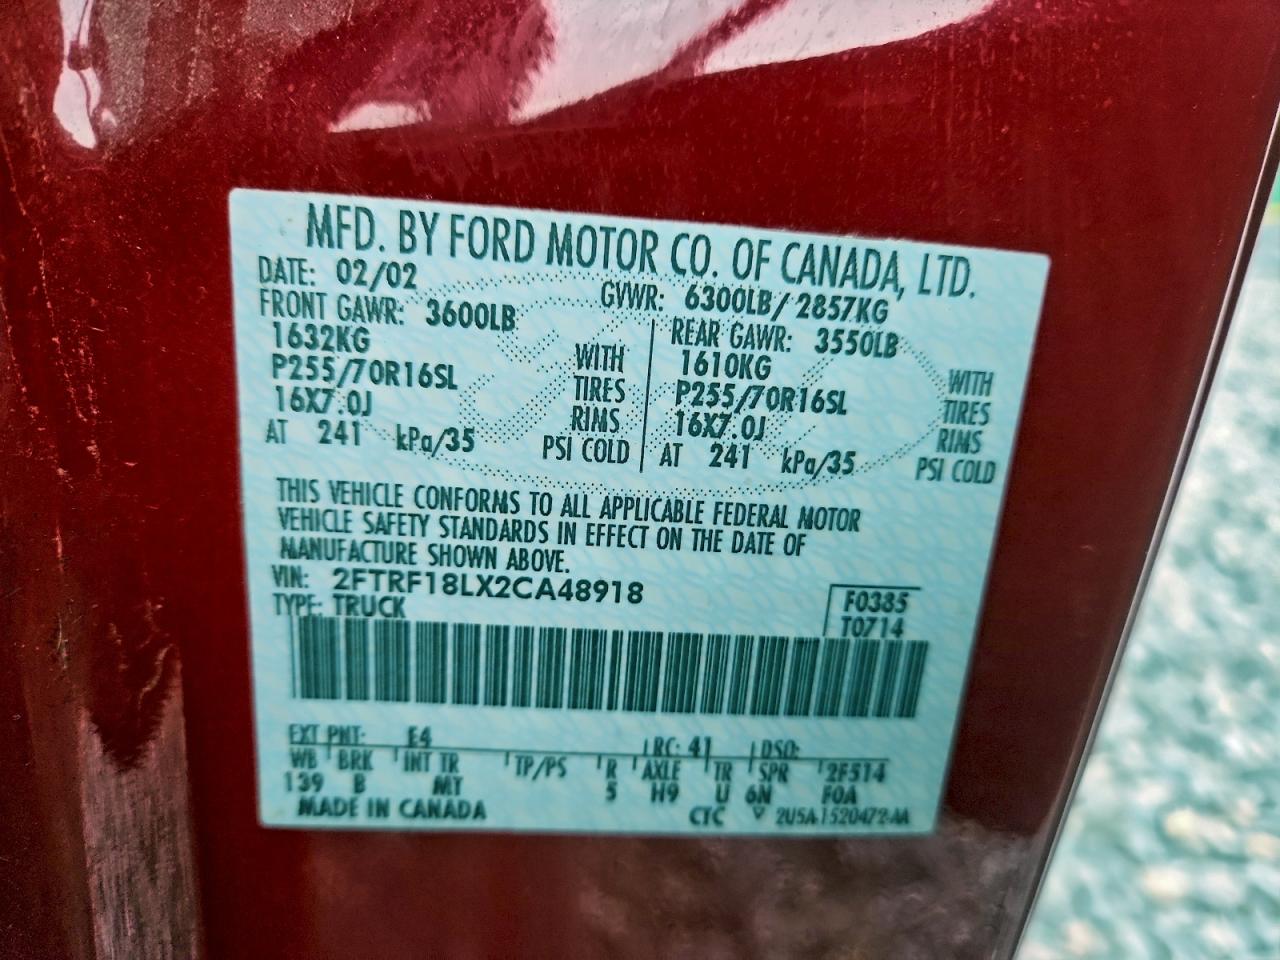 MFD. BY FORD MOTOR CO. OF CANADA, LTD.
DATE: 02/02 GVWR: 6300LB/2857KG
FRONT GAWR: 3600LB REAR GAWR: 3550LB
1632KG WITH 1610KG WITH
P255/70R16SL TIRES P255/70R16SL TIRES
16X7.0J RIMS 16X7.0J RIMS
AT 241 kPa/35 PSI COLD AT 241 kPa/35 PSI COLD
THIS VEHICLE CONFORMS TO ALL APPLICABLE FEDERAL MOTOR
VEHICLE SAFETY STANDARDS IN EFFECT ON THE DATE OF
MANUFACTURE SHOWN ABOVE.
VIN: 2FTRF18LX2CA48918 F0385
TYPE: TRUCK T0714
EXT PNT: E4 RC: 41 DSO:
WB BRK INT TR TP/PS R AXLE TR SPR 2F514
139 B MT 5 H9 U 6N F0A
MADE IN CANADA CTC 2U5A-1520472-AA